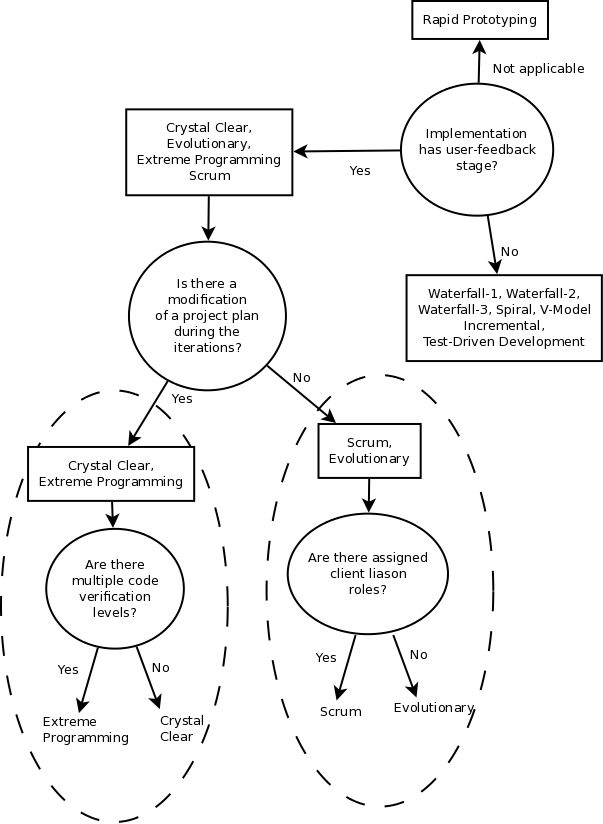 Rapid Prototyping
Not applicable
Implementation
has user-feedback
stage?
Yes
No
Crystal Clear,
Evolutionary,
Extreme Programming
Scrum
Waterfall-1, Waterfall-2,
Waterfall-3, Spiral, V-Model
Incremental,
Test-Driven Development
Is there a
modification
of a project plan
during the
iterations?
Yes
No
Crystal Clear,
Extreme Programming
Scrum,
Evolutionary
Are there
multiple code
verification
levels?
Are there assigned
client liason
roles?
Yes
No
Yes
No
Extreme
Programming
Crystal
Clear
Scrum
Evolutionary